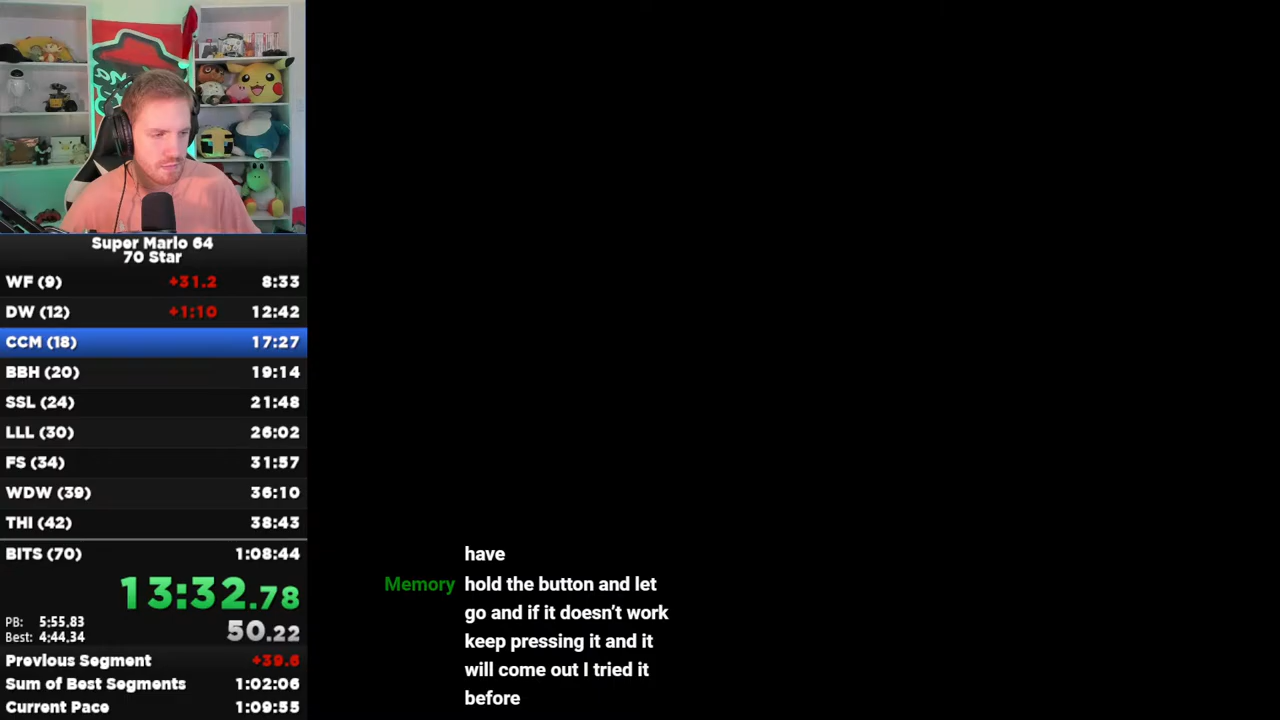 Super Mario 64
70 Star
WF (9) +31.2 8:33
DW (12) +1:10 12:42
CCM (18) 17:27
BBH (20) 19:14
SSL (24) 21:48
LLL (30) 26:02
FS (34) 31:57
WDW (39) 36:10
THI (42) 38:43
BITS (70) 1:08:44
13:32.78
PB: 5:55.83
Best: 4:44.34
50.22
Previous Segment +39.6
Sum of Best Segments 1:02:06
Current Pace 1:09:55
have
Memory hold the button and let
go and if it doesn't work
keep pressing it and it
will come out I tried it
before